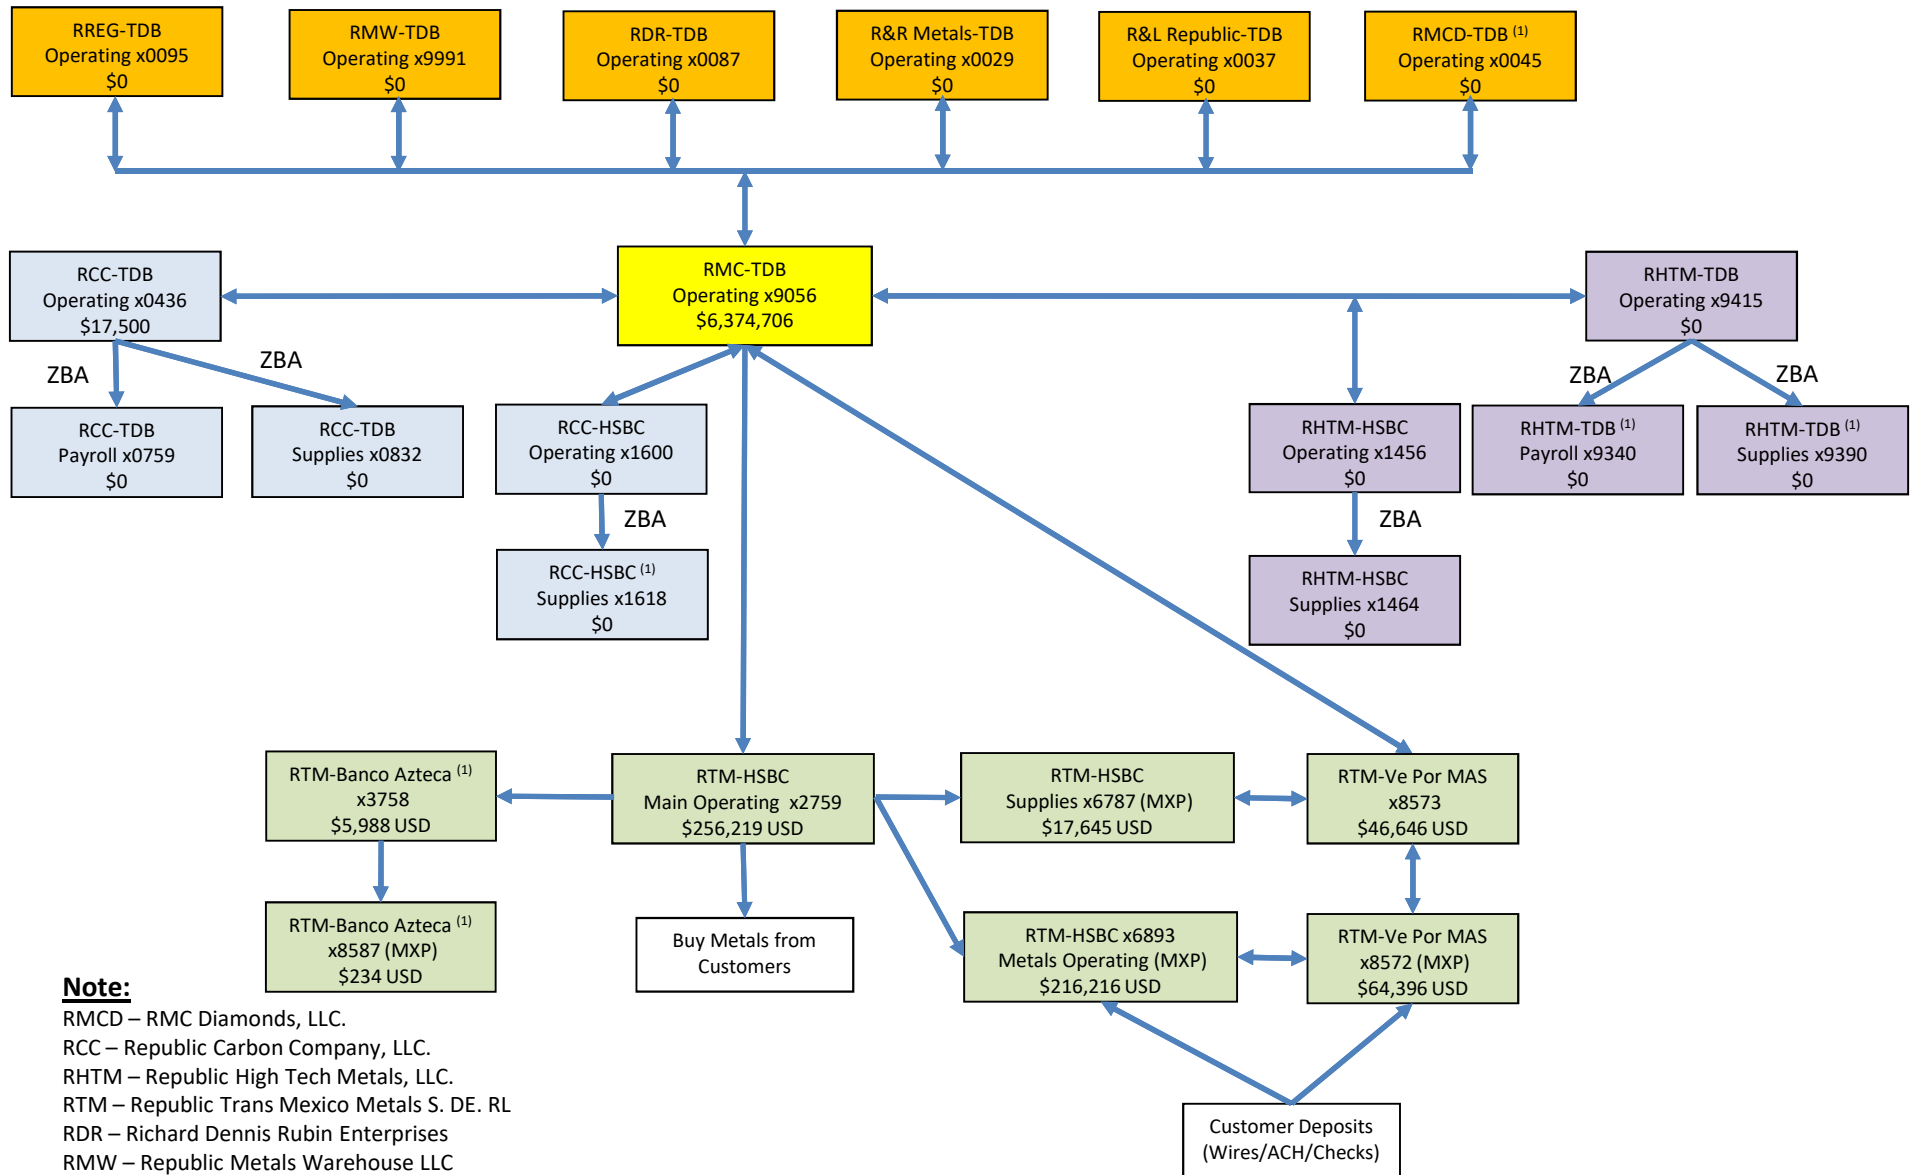 RREG-TDB
Operating x0095
$0
RMW-TDB
Operating x9991
$0
RDR-TDB
Operating x0087
$0
R&R Metals-TDB
Operating x0029
$0
R&L Republic-TDB
Operating x0037
$0
RMCD-TDB (1)
Operating x0045
$0
RCC-TDB
Operating x0436
$17,500
RMC-TDB
Operating x9056
$6,374,706
RHTM-TDB
Operating x9415
$0
ZBA
ZBA
ZBA
ZBA
RCC-TDB
Payroll x0759
$0
RCC-TDB
Supplies x0832
$0
RCC-HSBC
Operating x1600
$0
RHTM-HSBC
Operating x1456
$0
RHTM-TDB (1)
Payroll x9340
$0
RHTM-TDB (1)
Supplies x9390
$0
ZBA
ZBA
RCC-HSBC (1)
Supplies x1618
$0
RHTM-HSBC
Supplies x1464
$0
RTM-Banco Azteca (1)
x3758
$5,988 USD
RTM-HSBC
Main Operating x2759
$256,219 USD
RTM-HSBC
Supplies x6787 (MXP)
$17,645 USD
RTM-Ve Por MAS
x8573
$46,646 USD
RTM-Banco Azteca (1)
x8587 (MXP)
$234 USD
Buy Metals from
Customers
RTM-HSBC x6893
Metals Operating (MXP)
$216,216 USD
RTM-Ve Por MAS
x8572 (MXP)
$64,396 USD
Customer Deposits
(Wires/ACH/Checks)
Note:
RMCD – RMC Diamonds, LLC.
RCC – Republic Carbon Company, LLC.
RHTM – Republic High Tech Metals, LLC.
RTM – Republic Trans Mexico Metals S. DE. RL
RDR – Richard Dennis Rubin Enterprises
RMW – Republic Metals Warehouse LLC